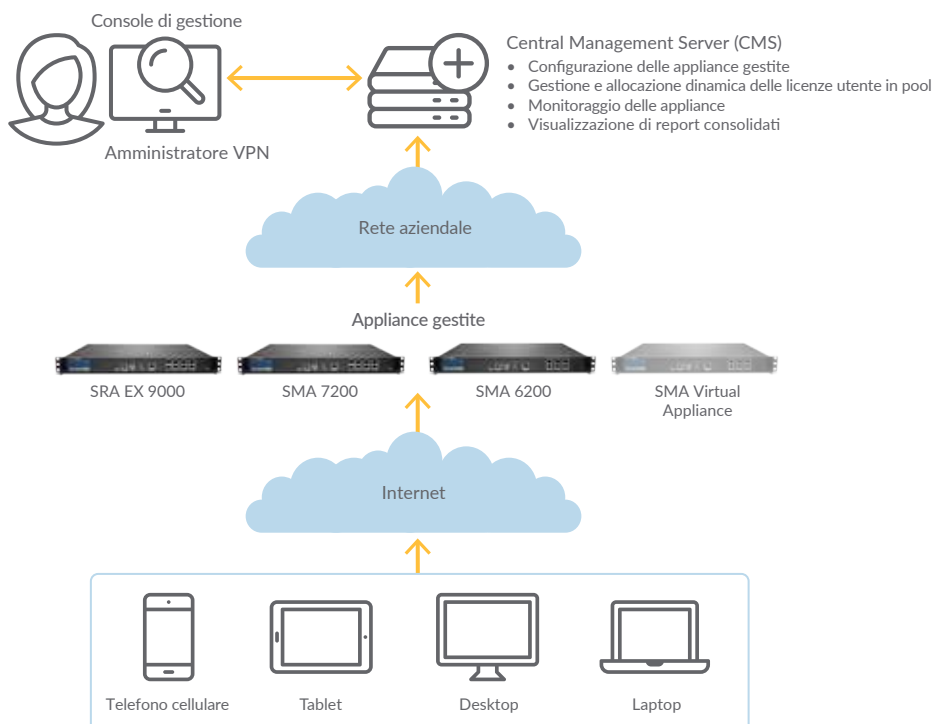 Console di gestione
Amministratore VPN
Central Management Server (CMS)
• Configurazione delle appliance gestite
• Gestione e allocazione dinamica delle licenze utente in pool
• Monitoraggio delle appliance
• Visualizzazione di report consolidati
Rete aziendale
Appliance gestite
SRA EX 9000
SMA 7200
SMA 6200
SMA Virtual
Appliance
Internet
Telefono cellulare
Tablet
Desktop
Laptop